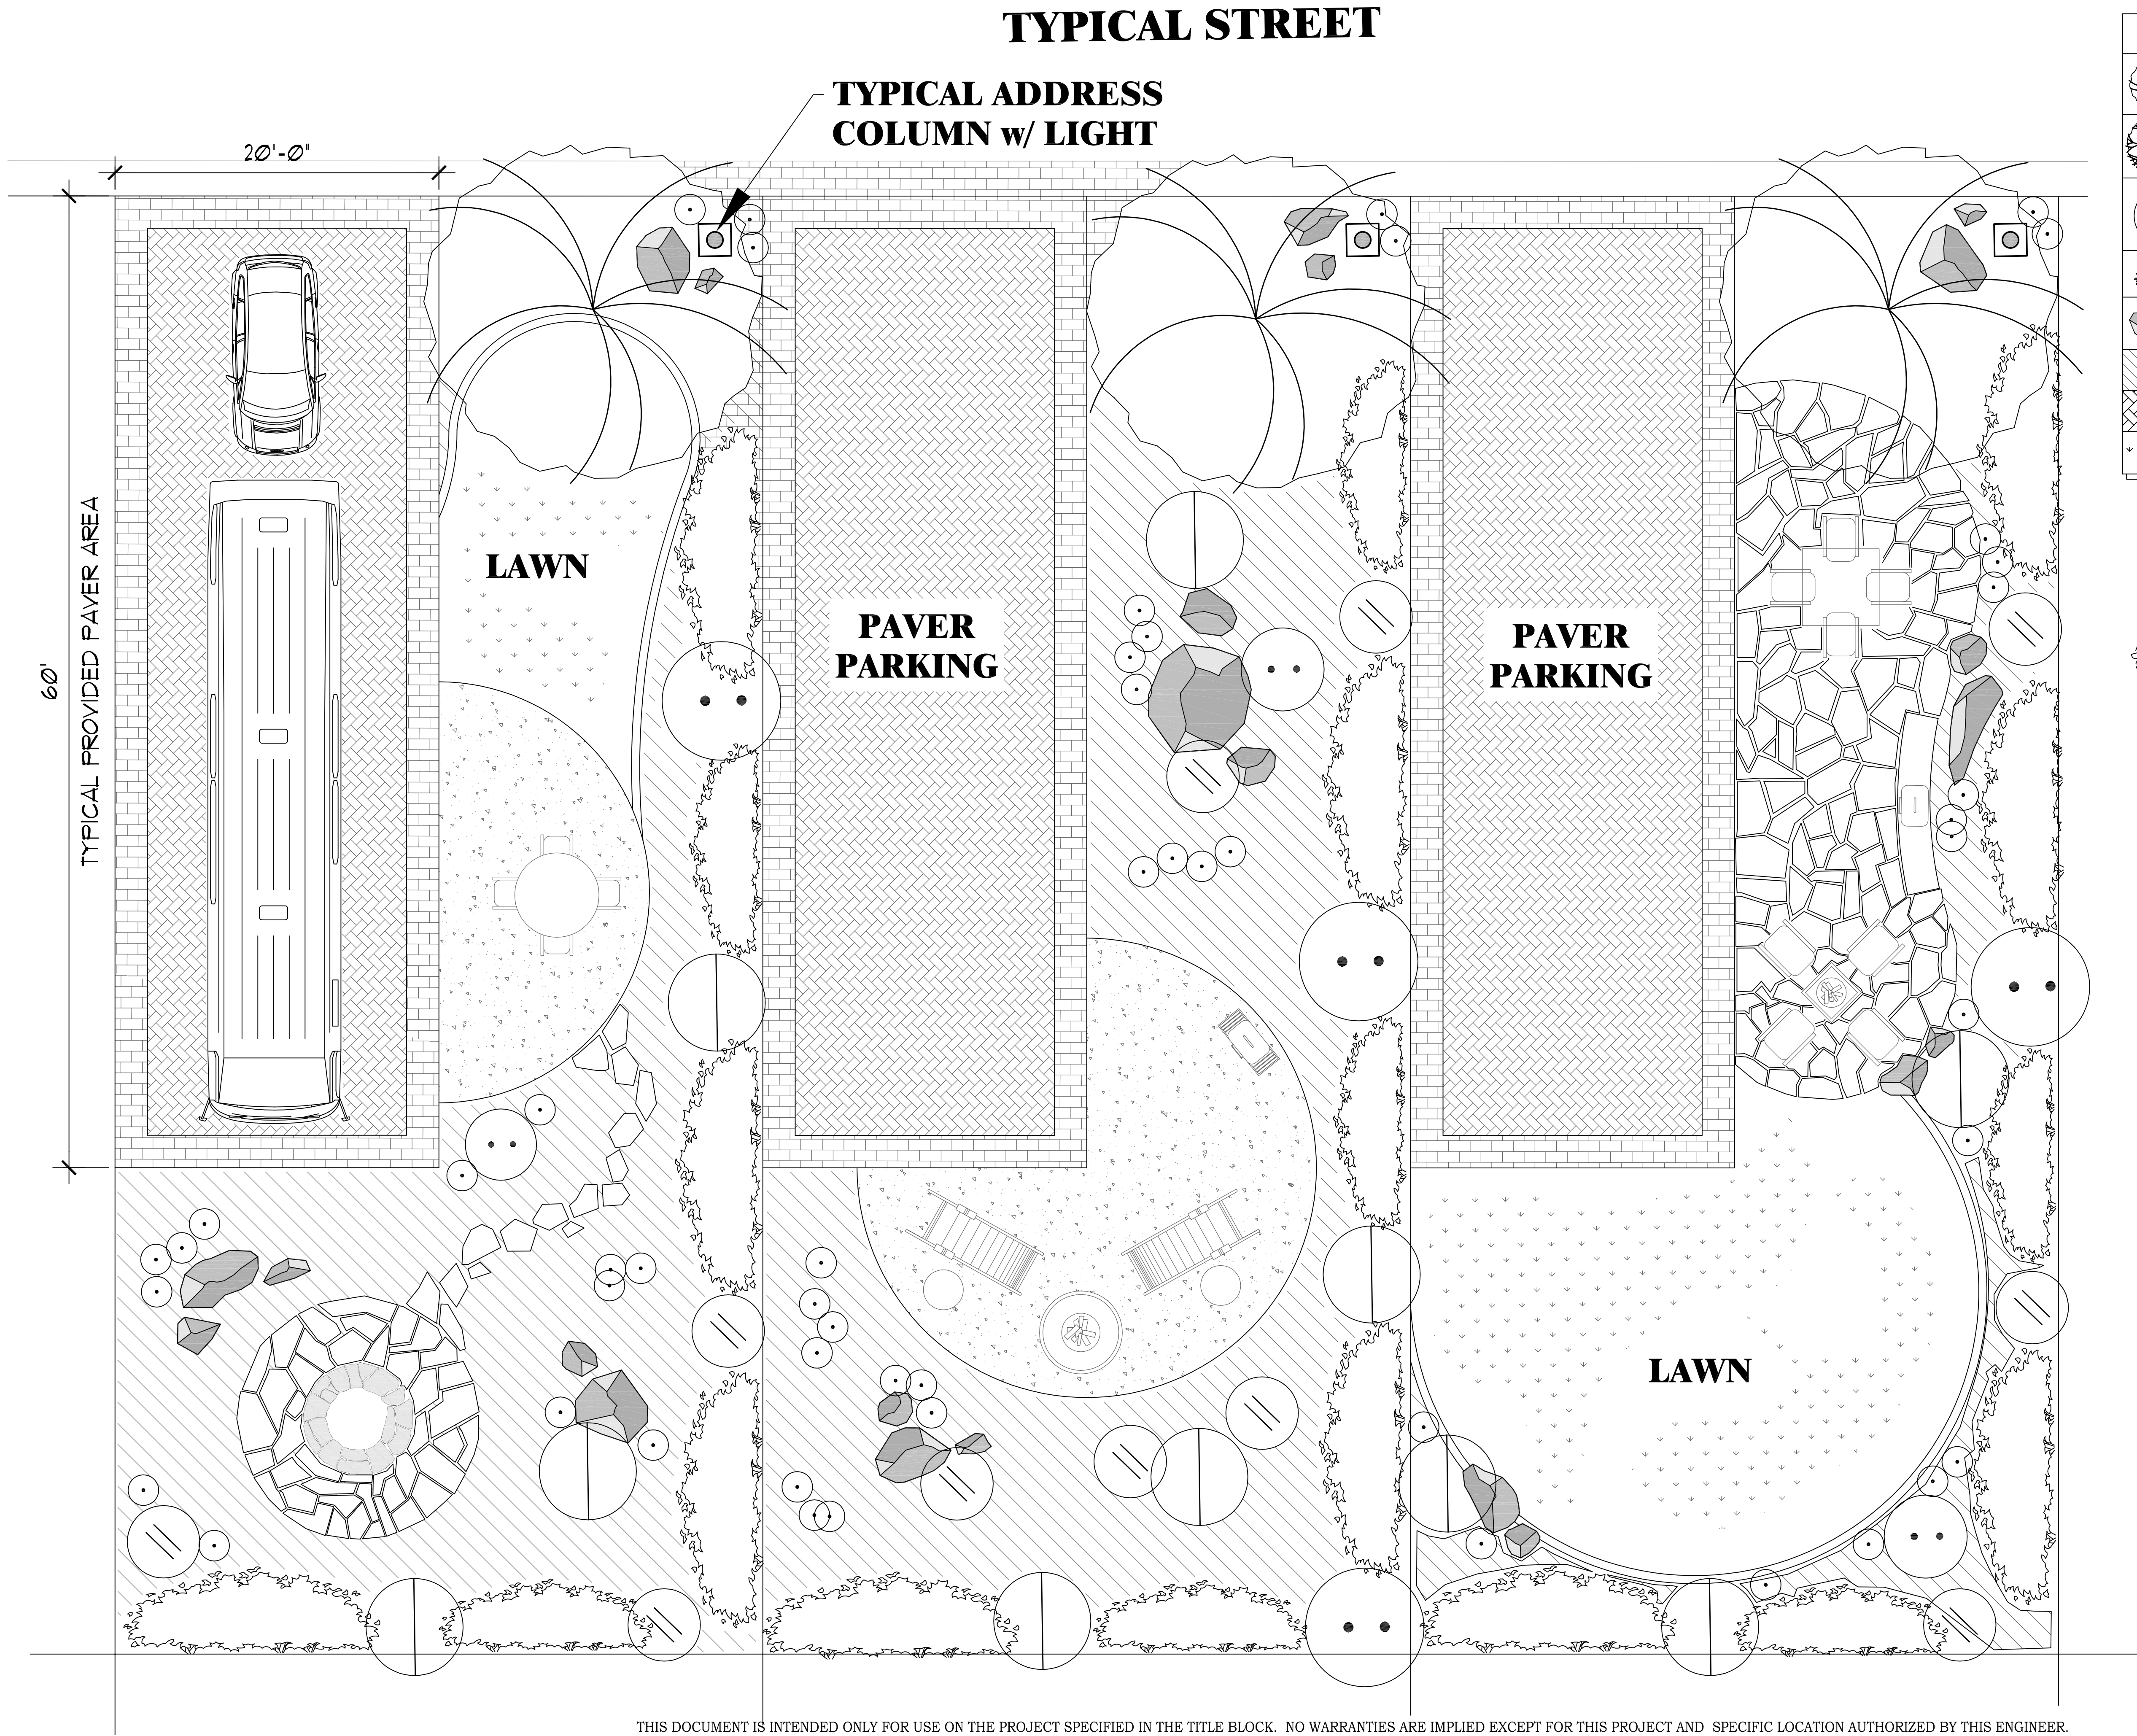 TYPICAL STREET
TYPICAL ADDRESS
COLUMN w/ LIGHT
20'-0"
60'
TYPICAL PROVIDED PAVER AREA
LAWN
PAVER
PARKING
PAVER
PARKING
LAWN
THIS DOCUMENT IS INTENDED ONLY FOR USE ON THE PROJECT SPECIFIED IN THE TITLE BLOCK. NO WARRANTIES ARE IMPLIED EXCEPT FOR THIS PROJECT AND SPECIFIC LOCATION AUTHORIZED BY THIS ENGINEER.